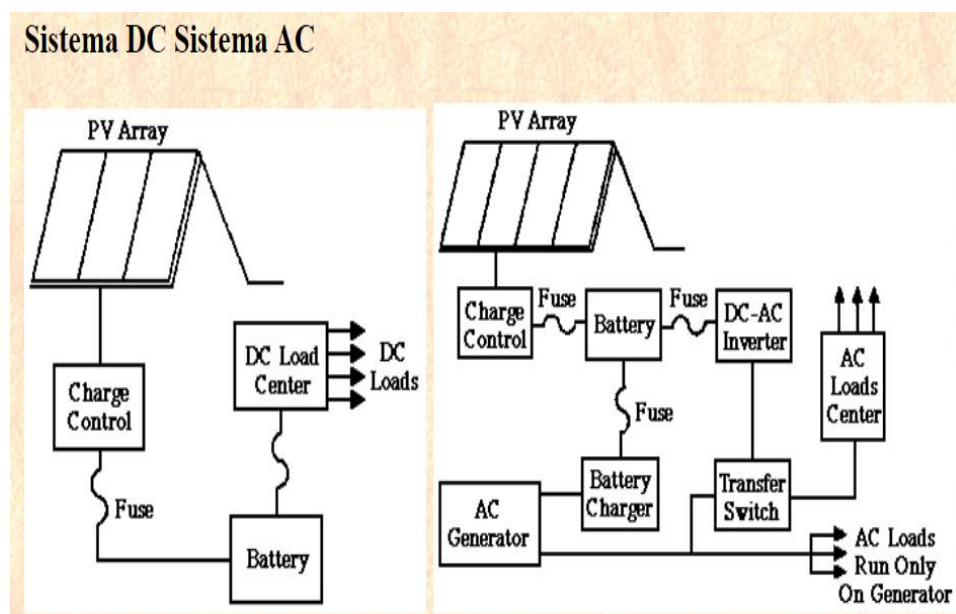 Sistema DC Sistema AC
PV Array
DC Load
Center
DC
Loads
Charge
Control
Fuse
Battery
PV Array
Charge
Control
Fuse
Battery
Fuse
DC-AC
Inverter
AC
Loads
Center
Fuse
Battery
Charger
Transfer
Switch
AC
Generator
AC Loads
Run Only
On Generator